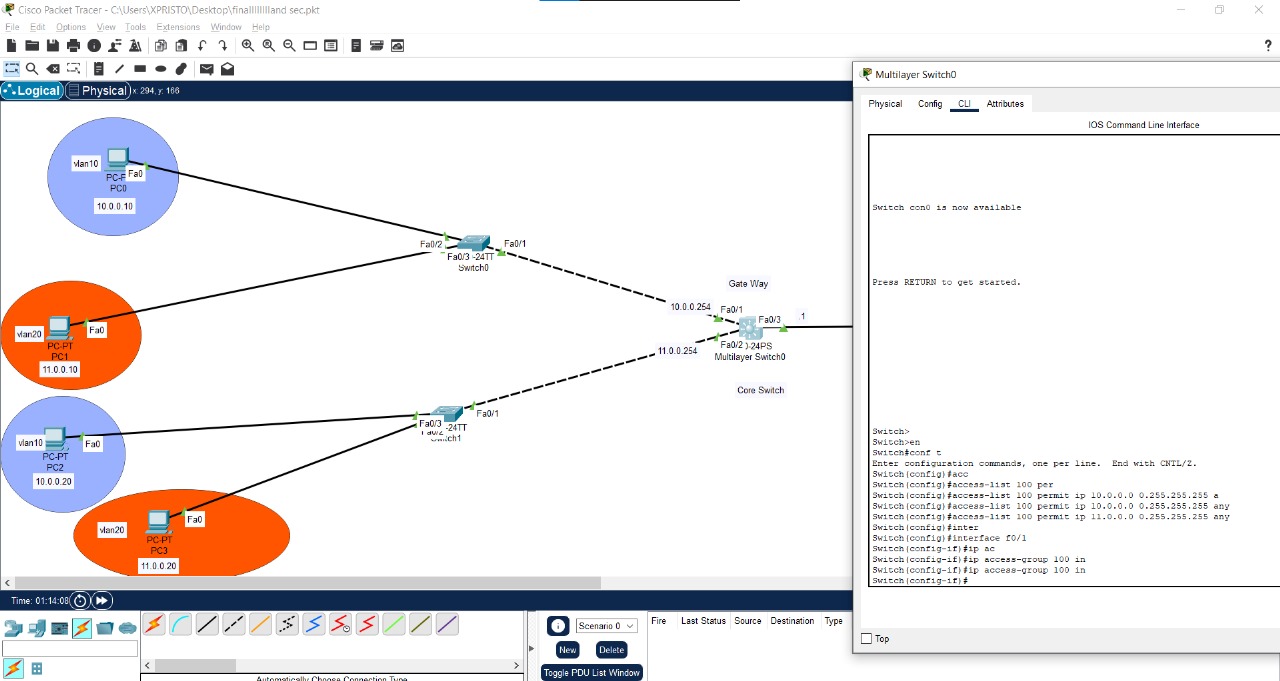 Cisco Packet Tracer - C:\Users\XPRISTO\Desktop\finallllllland sec.pkt
File Edit Options View Tools Extensions Window Help
?
Logical Physical x: 294, y: 166
vlan10
Fa0
PC0
10.0.0.10
vlan20
Fa0
PC-PT
PC1
11.0.0.10
vlan10
Fa0
PC-PT
PC2
10.0.0.20
vlan20
Fa0
PC-PT
PC3
11.0.0.20
Fa0/2
Fa0/1
Fa0/3 -24TT
Switch0
Fa0/1
Fa0/3
-24TT
Gate Way
10.0.0.254
Fa0/1
Fa0/3
.1
11.0.0.254
Fa0/2 -24PS
Multilayer Switch0
Core Switch
Multilayer Switch0
Physical Config CLI Attributes
IOS Command Line Interface
Switch con0 is now available
Press RETURN to get started.
Switch>
Switch>en
Switch#conf t
Enter configuration commands, one per line. End with CNTL/Z.
Switch(config)#acc
Switch(config)#access-list 100 per
Switch(config)#access-list 100 permit ip 10.0.0.0 0.255.255.255 a
Switch(config)#access-list 100 permit ip 10.0.0.0 0.255.255.255 any
Switch(config)#access-list 100 permit ip 11.0.0.0 0.255.255.255 any
Switch(config)#inter
Switch(config)#interface f0/1
Switch(config-if)#ip ac
Switch(config-if)#ip access-group 100 in
Switch(config-if)#ip access-group 100 in
Switch(config-if)#
Top
Time: 01:14:08
Scenario 0
New Delete
Toggle PDU List Window
Fire Last Status Source Destination Type
Automatically Choose Connection Type